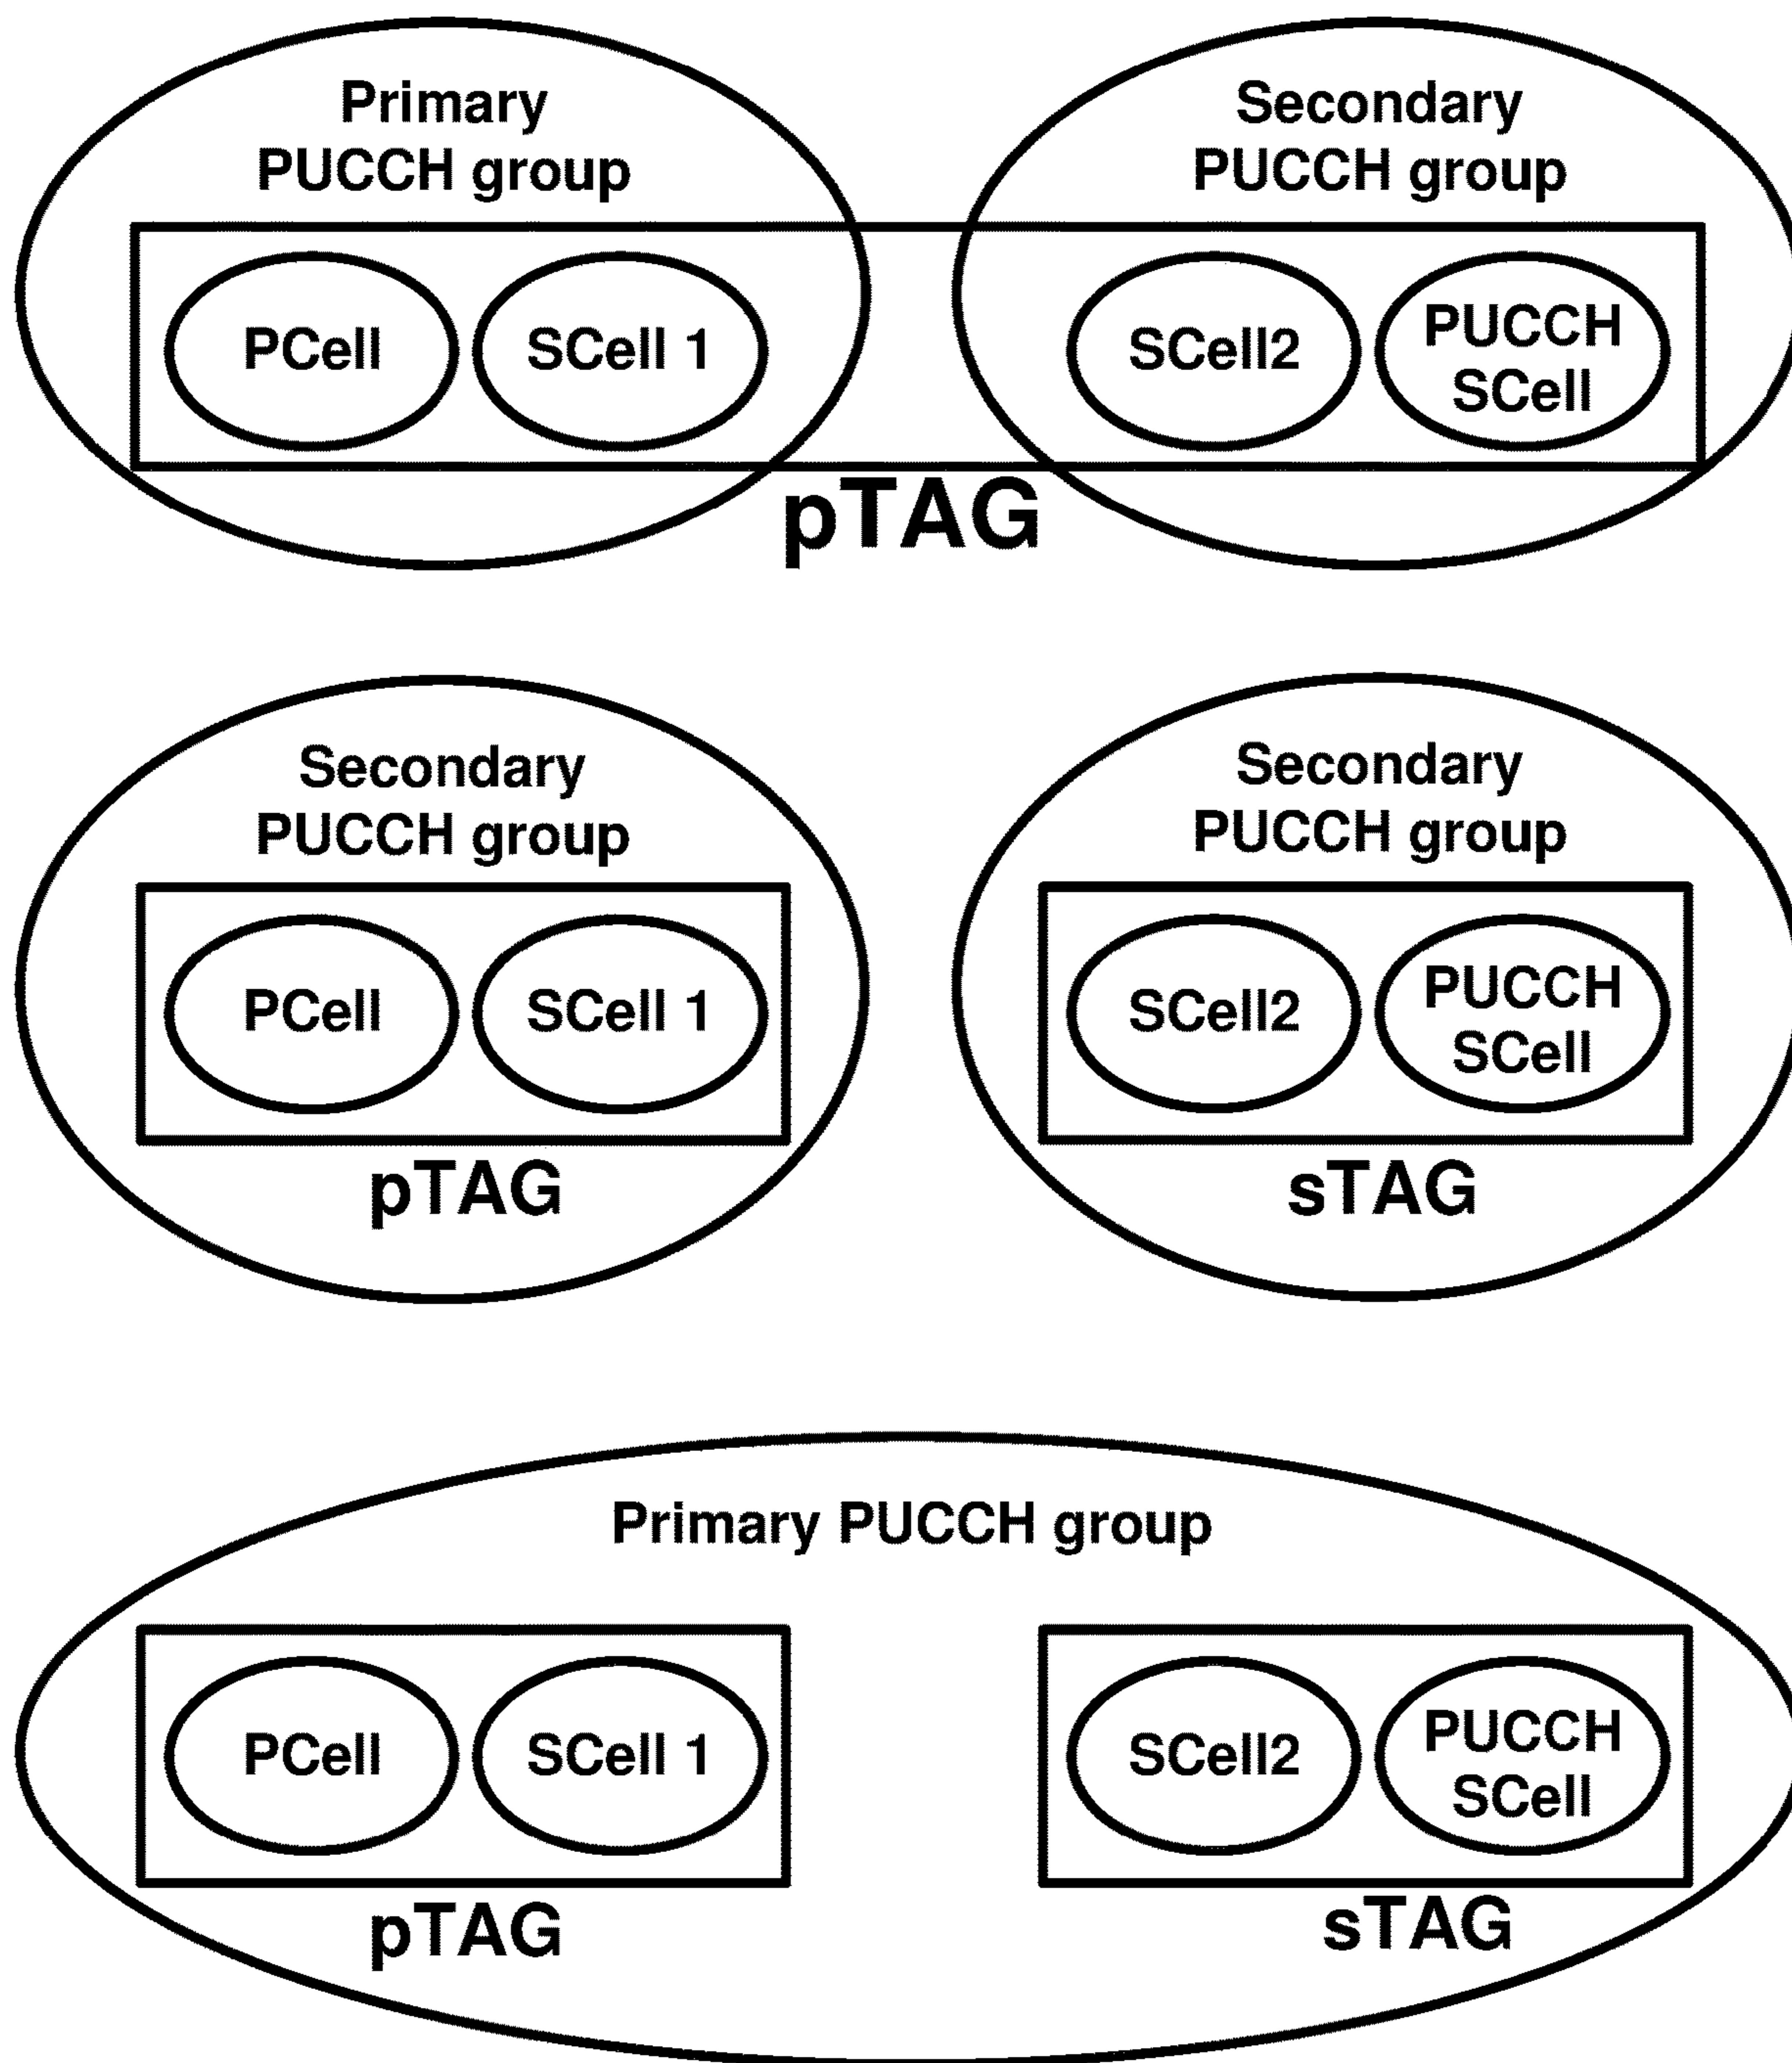 Primary
PUCCH group
Secondary
PUCCH group
PCell
SCell 1
SCell2
PUCCH
SCell
pTAG
Secondary
PUCCH group
Secondary
PUCCH group
PCell
SCell 1
SCell2
PUCCH
SCell
pTAG
sTAG
Primary PUCCH group
PCell
SCell 1
SCell2
PUCCH
SCell
pTAG
sTAG